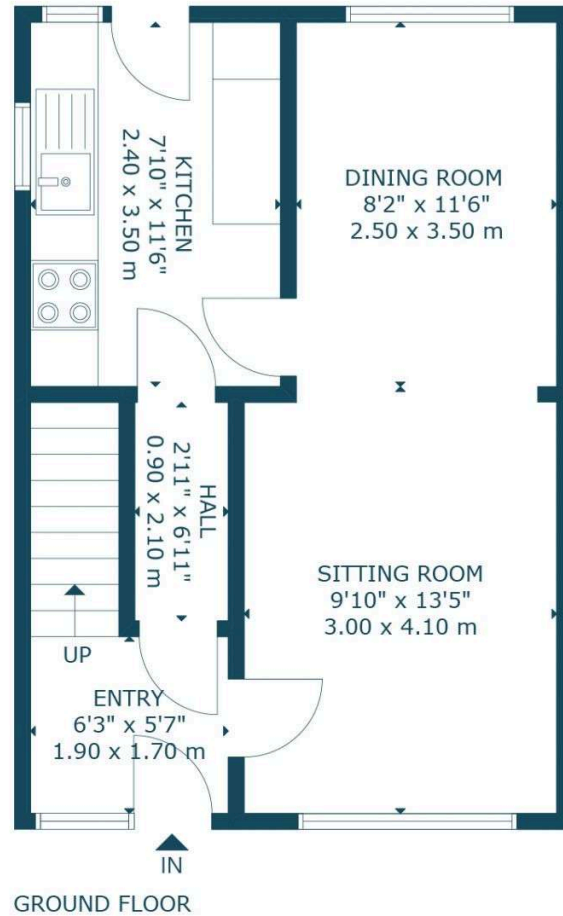 KITCHEN
7'10" x 11'6"
2.40 x 3.50 m
DINING ROOM
8'2" x 11'6"
2.50 x 3.50 m
HALL
2'11" x 6'11"
0.90 x 2.10 m
SITTING ROOM
9'10" x 13'5"
3.00 x 4.10 m
UP
ENTRY
6'3" x 5'7"
1.90 x 1.70 m
IN
GROUND FLOOR